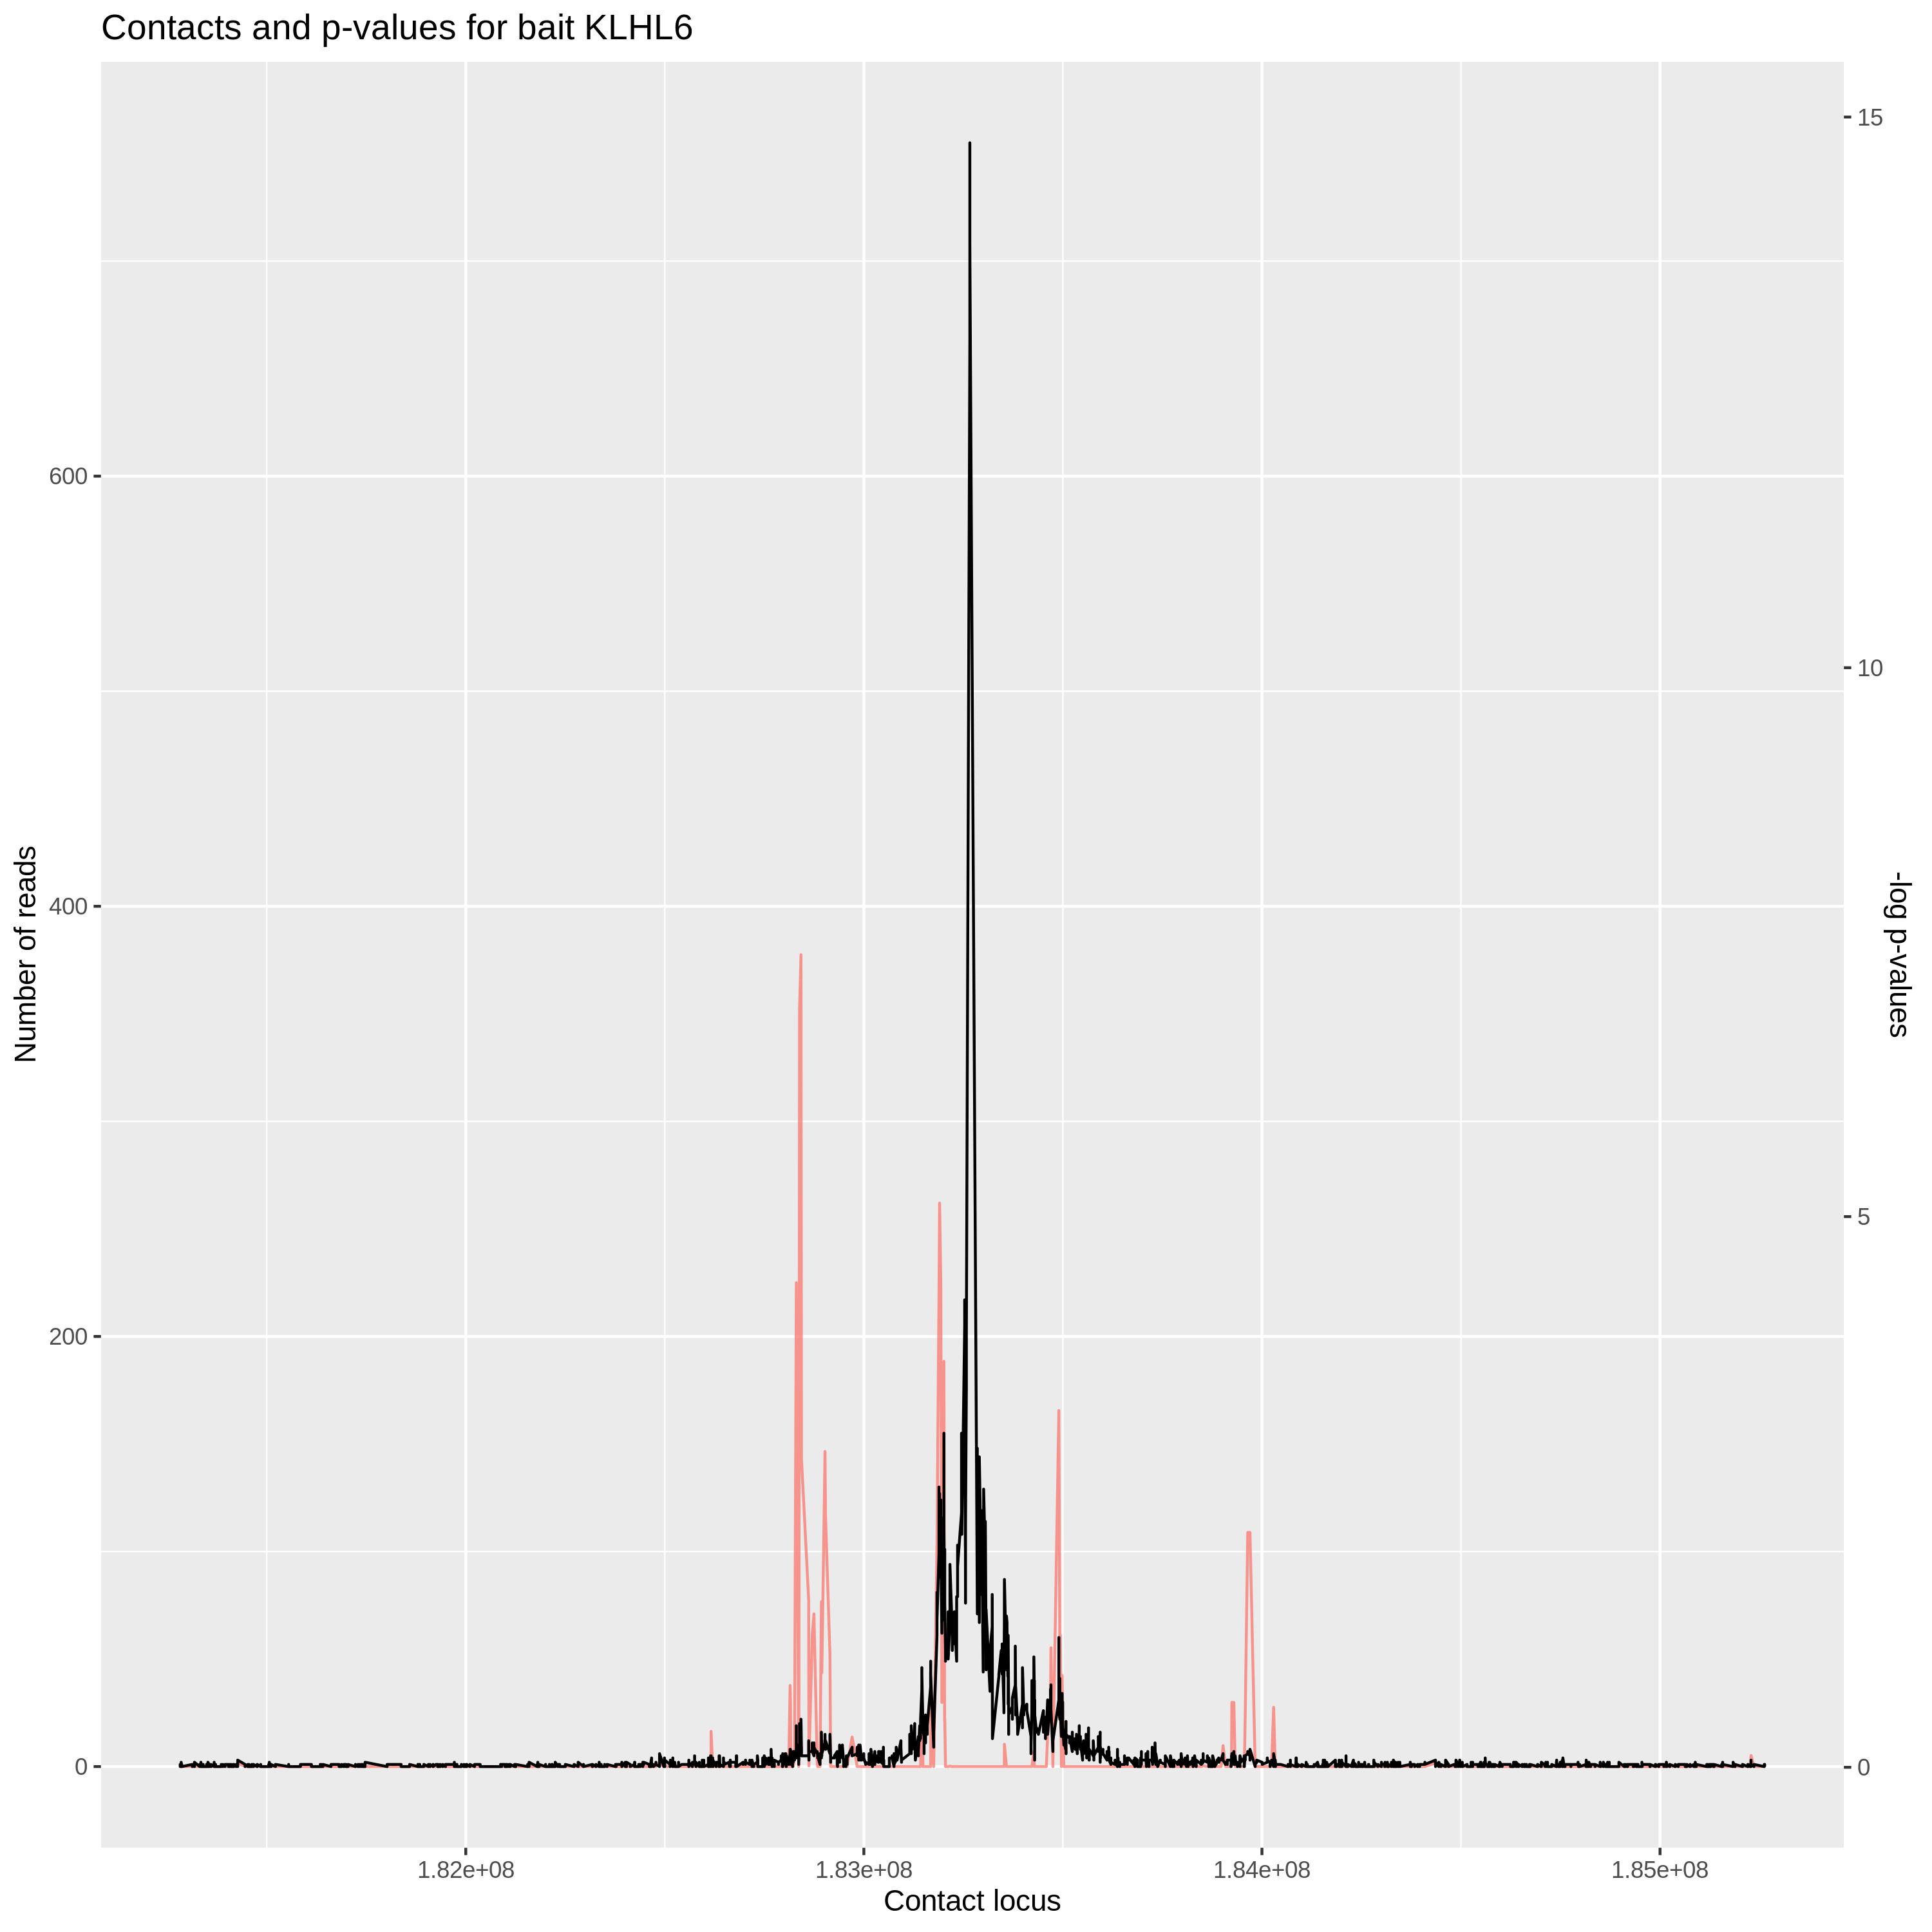 Contacts and p-values for bait KLHL6
15
600
10
400
Number of reads
-log p-values
5
200
0
0
1.82e+08
1.83e+08
1.84e+08
1.85e+08
Contact locus